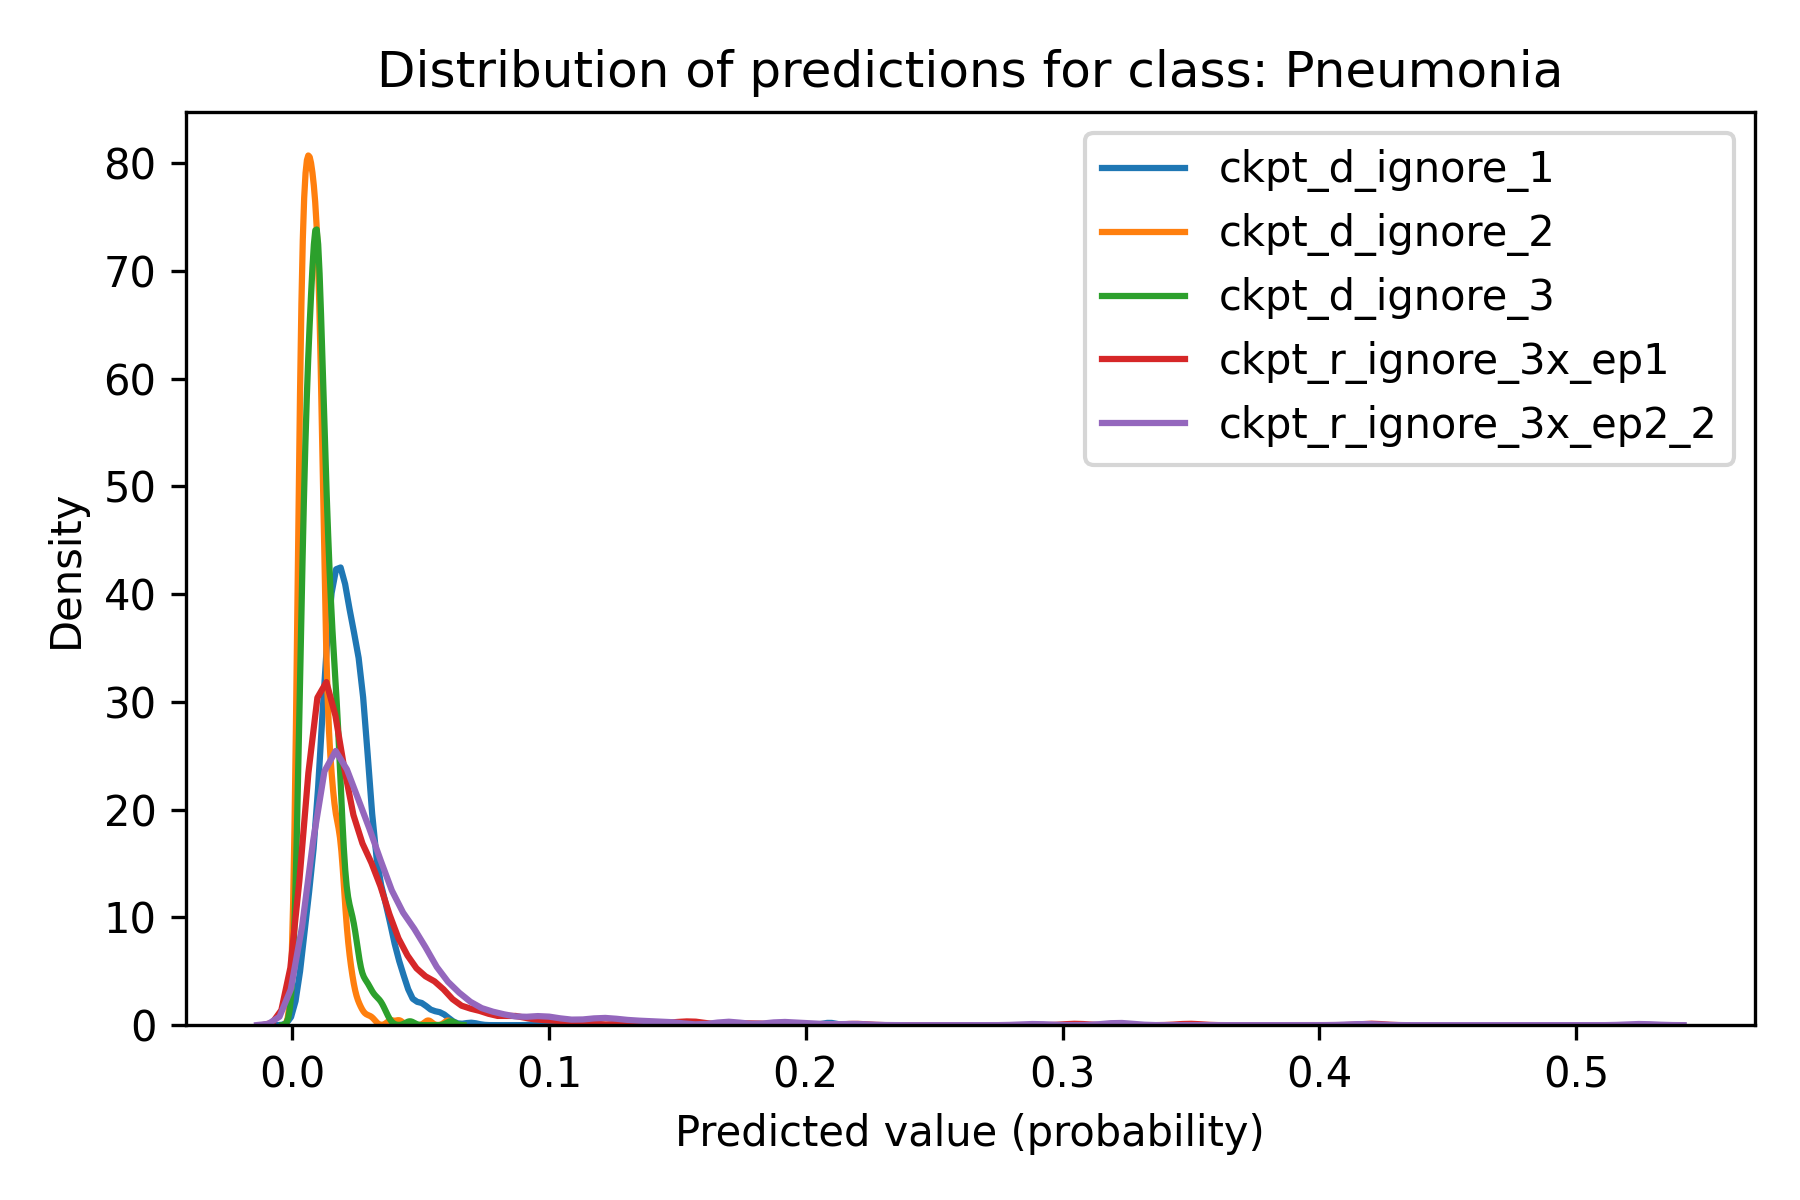 Distribution of predictions for class: Pneumonia
ckpt_d_ignore_1
ckpt_d_ignore_2
ckpt_d_ignore_3
ckpt_r_ignore_3x_ep1
ckpt_r_ignore_3x_ep2_2
Density
80
70
60
50
40
30
20
10
0
0.0 0.1 0.2 0.3 0.4 0.5
Predicted value (probability)